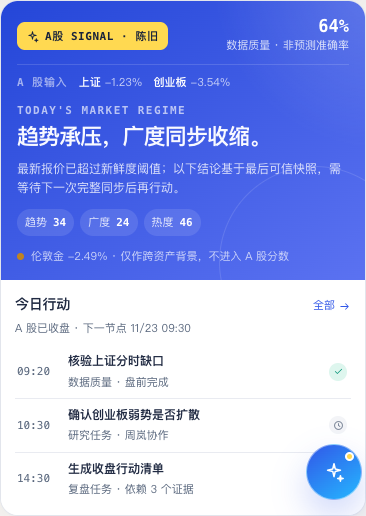 A股 SIGNAL · 陈旧
64%
数据质量 · 非预测准确率
A 股输入 上证 −1.23% 创业板 −3.54%
TODAY'S MARKET REGIME
趋势承压，广度同步收缩。
最新报价已超过新鲜度阈值；以下结论基于最后可信快照，需
等待下一次完整同步后再行动。
趋势 34 广度 24 热度 46
伦敦金 −2.49% · 仅作跨资产背景，不进入 A 股分数
今日行动
全部 →
A 股已收盘 · 下一节点 11/23 09:30
09:20
核验上证分时缺口
数据质量 · 盘前完成
10:30
确认创业板弱势是否扩散
研究任务 · 周岚协作
14:30
生成收盘行动清单
复盘任务 · 依赖 3 个证据